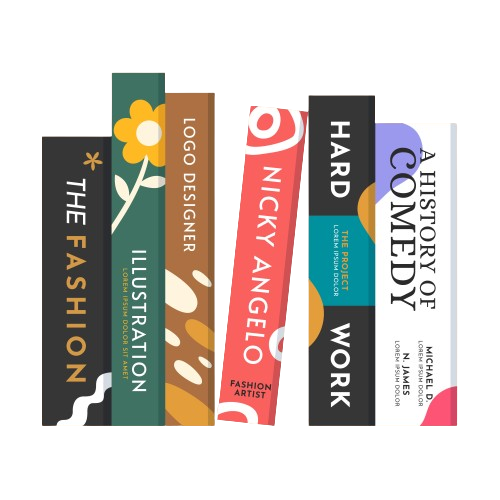 THE FASHION
ILLUSTRATION
LOREM IPSUM DOLOR SIT AMET
LOGO DESIGNER
NICKY ANGELO
FASHION
ARTIST
HARD
THE PROJECT
LOREM IPSUM DOLOR
WORK
A HISTORY OF
COMEDY
MICHAEL D.
LOREM IPSUM DOLOR
N. JAMES
LOREM IPSUM DOLOR